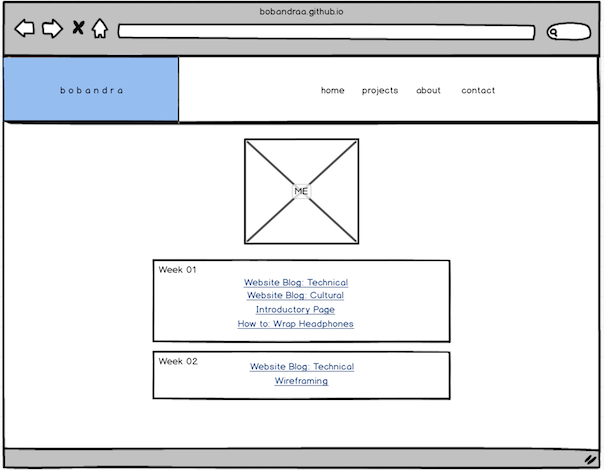 bobandraa.github.io
b o b a n d r a
home projects about contact
ME
Week 01
Website Blog: Technical
Website Blog: Cultural
Introductory Page
How to: Wrap Headphones
Week 02
Website Blog: Technical
Wireframing